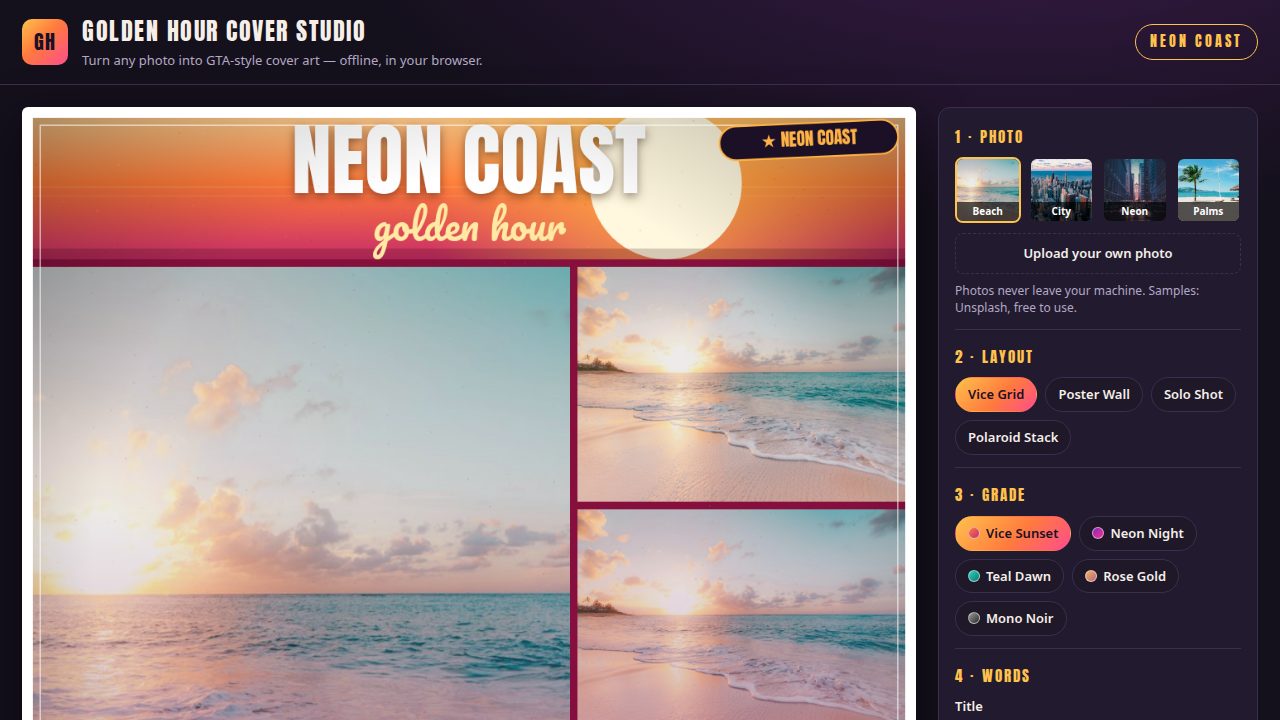 GH
GOLDEN HOUR COVER STUDIO
Turn any photo into GTA-style cover art — offline, in your browser.
NEON COAST
NEON COAST
golden hour
★ NEON COAST
1 · PHOTO
Beach
City
Neon
Palms
Upload your own photo
Photos never leave your machine. Samples:
Unsplash, free to use.
2 · LAYOUT
Vice Grid
Poster Wall
Solo Shot
Polaroid Stack
3 · GRADE
Vice Sunset
Neon Night
Teal Dawn
Rose Gold
Mono Noir
4 · WORDS
Title